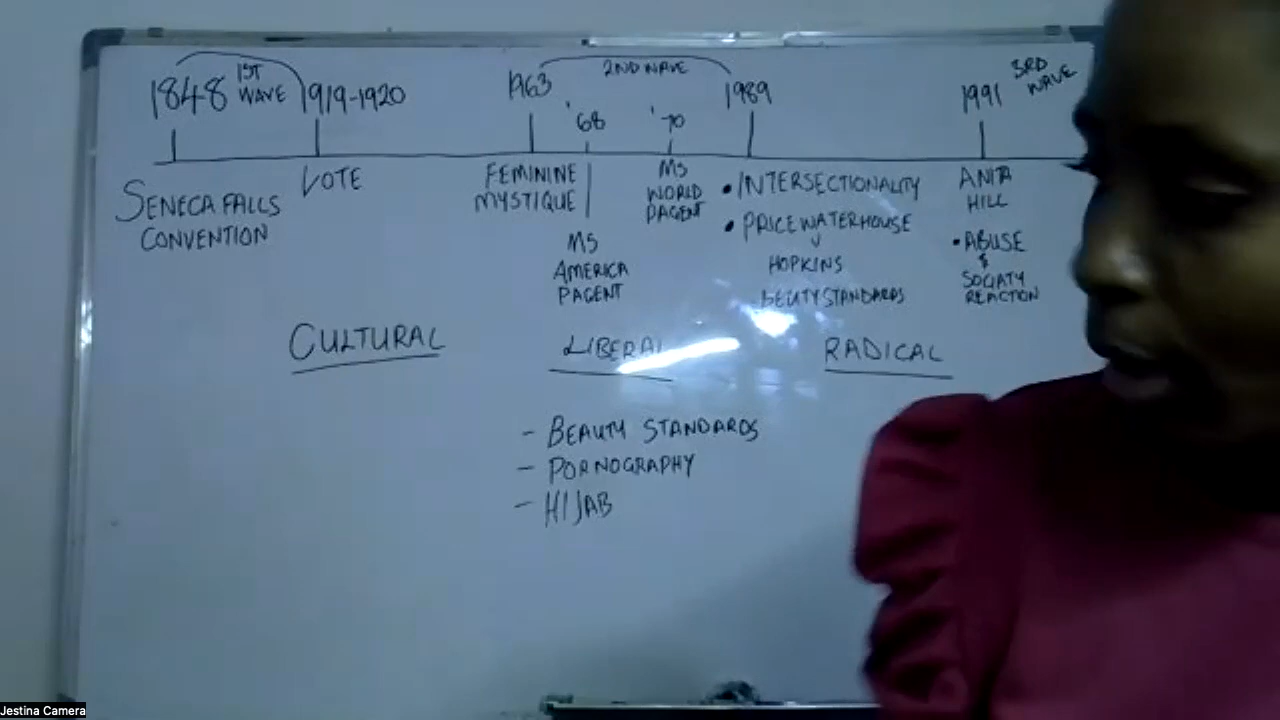 1848 1ST WAVE 1919-1920 1963 2ND WAVE 1989 1991 3RD WAVE
'68 '70
SENECA FALLS
CONVENTION
VOTE
FEMININE
MYSTIQUE
MS
AMERICA
PAGENT
MS
WORLD
PAGENT
• INTERSECTIONALITY
• PRICE WATERHOUSE
V
HOPKINS
BEUTY STANDARDS
ANITA
HILL
• ABUSE
&
SOCIATY
REACTION
CULTURAL LIBERAL RADICAL
- BEAUTY STANDARDS
- PORNOGRAPHY
- HIJAB
Jestina Camera